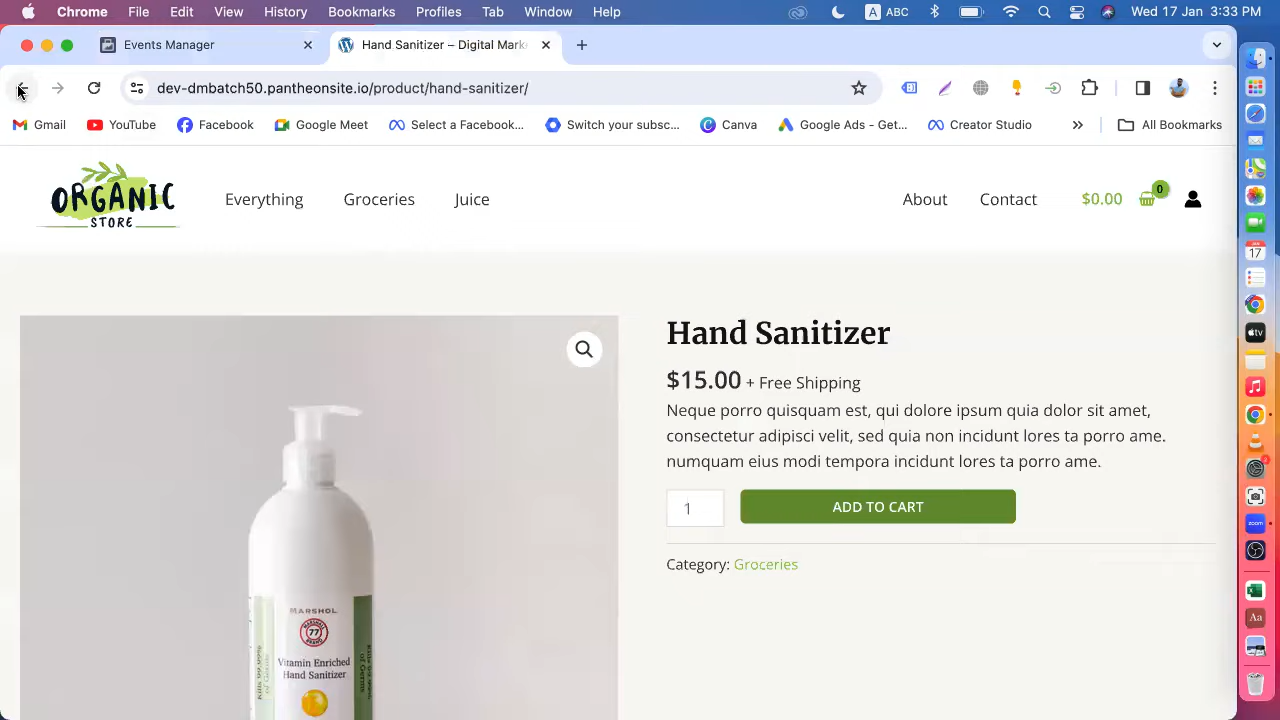 Chrome File Edit View History Bookmarks Profiles Tab Window Help A ABC Wed 17 Jan 3:33 PM
Events Manager
Hand Sanitizer – Digital Mark
dev-dmbatch50.pantheonsite.io/product/hand-sanitizer/
Gmail YouTube Facebook Google Meet Select a Facebook... Switch your subsc... Canva Google Ads - Get... Creator Studio » All Bookmarks
ORGANIC
STORE
Everything Groceries Juice About Contact $0.00 0
Hand Sanitizer
$15.00 + Free Shipping
Neque porro quisquam est, qui dolore ipsum quia dolor sit amet,
consectetur adipisci velit, sed quia non incidunt lores ta porro ame.
numquam eius modi tempora incidunt lores ta porro ame.
1 ADD TO CART
Category: Groceries
MARSHOL
77
Vitamin Enriched
Hand Sanitizer
17
tv
zoom
Aa